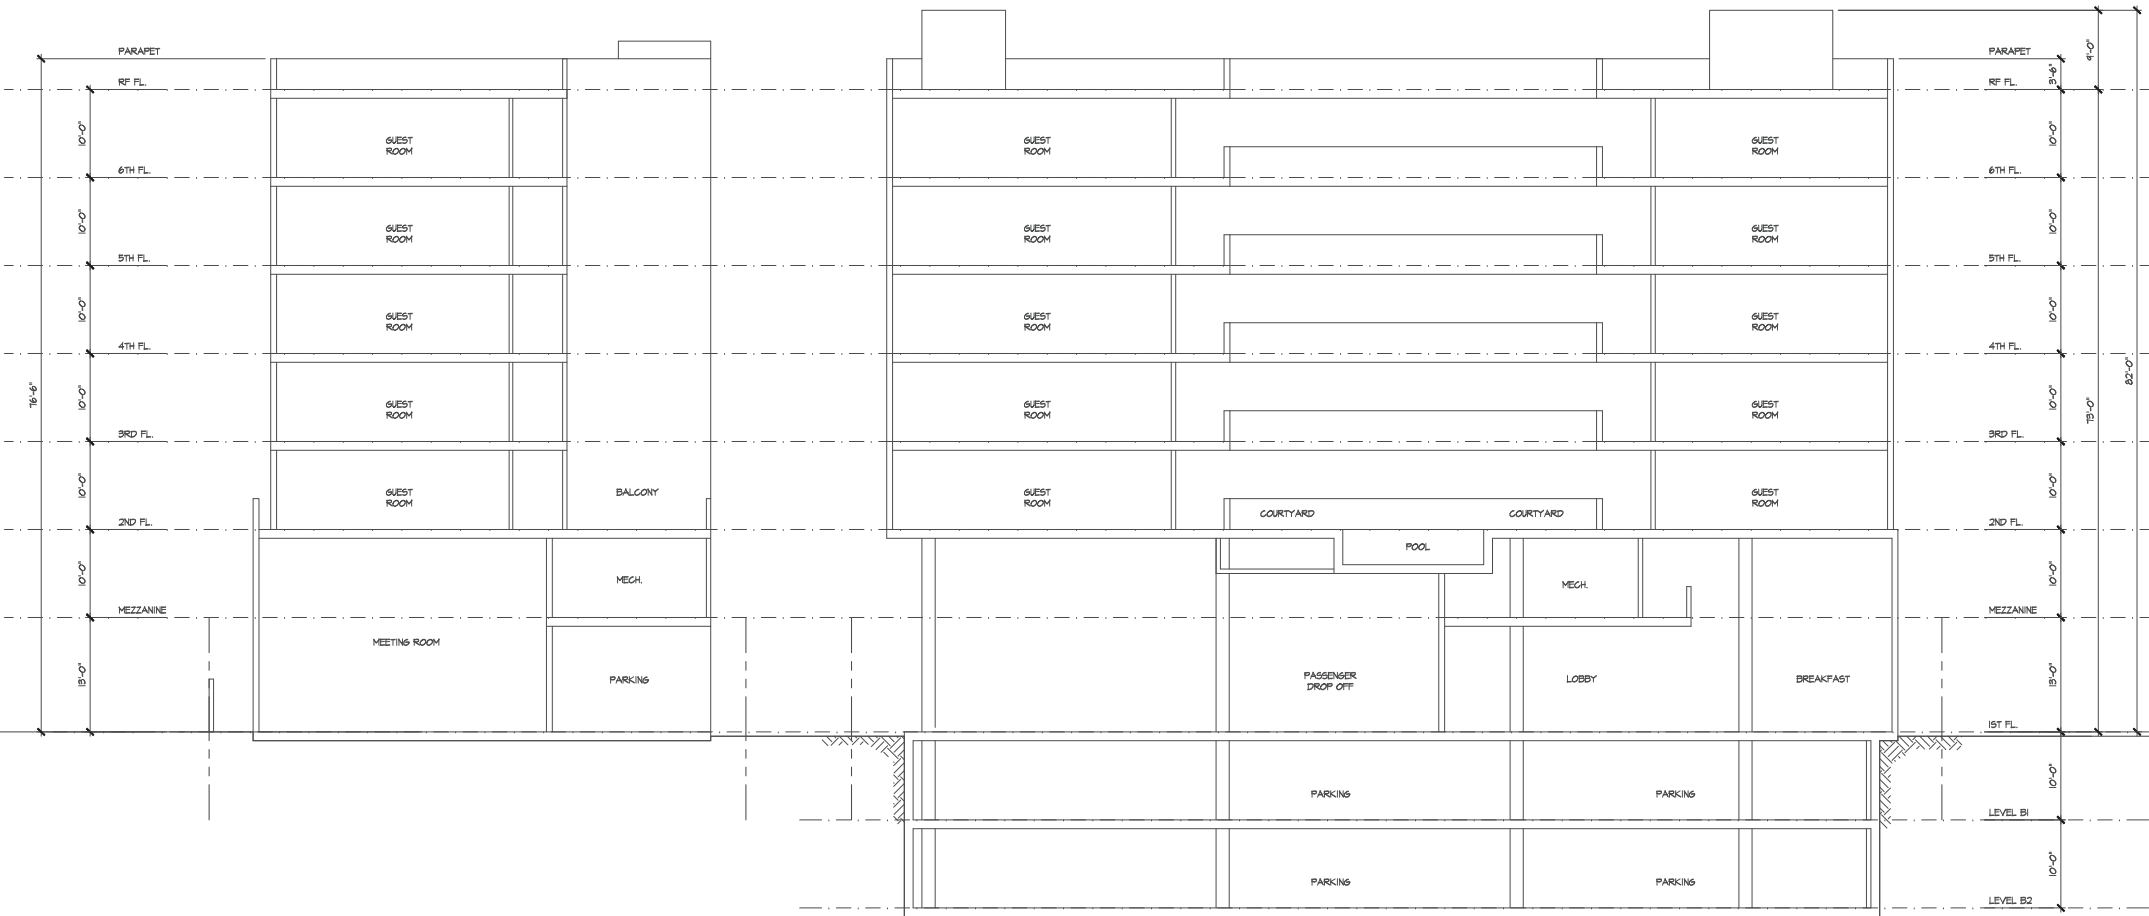 PARAPET
PARAPET
9'-0"
3'-6"
RF FL.
RF FL.
10'-0"
GUEST
ROOM
GUEST
ROOM
GUEST
ROOM
10'-0"
6TH FL.
6TH FL.
10'-0"
GUEST
ROOM
GUEST
ROOM
GUEST
ROOM
10'-0"
5TH FL.
5TH FL.
10'-0"
GUEST
ROOM
GUEST
ROOM
GUEST
ROOM
10'-0"
4TH FL.
4TH FL.
76'-6"
10'-0"
GUEST
ROOM
GUEST
ROOM
GUEST
ROOM
10'-0"
73'-0"
82'-0"
3RD FL.
3RD FL.
10'-0"
GUEST
ROOM
BALCONY
GUEST
ROOM
GUEST
ROOM
10'-0"
COURTYARD
COURTYARD
2ND FL.
2ND FL.
10'-0"
MECH.
POOL
MECH.
10'-0"
MEZZANINE
MEZZANINE
13'-0"
MEETING ROOM
PARKING
PASSENGER
DROP OFF
LOBBY
BREAKFAST
13'-0"
1ST FL.
PARKING
PARKING
10'-0"
LEVEL B1
PARKING
PARKING
10'-0"
LEVEL B2